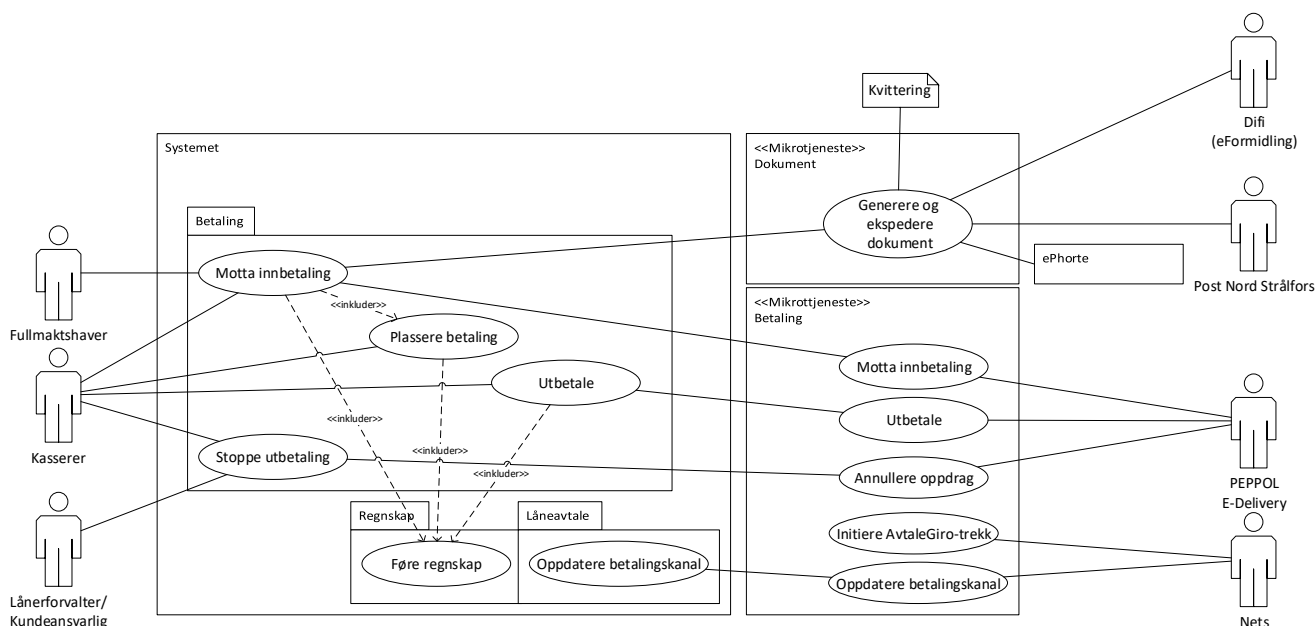 Kvittering
Difi
(eFormidling)
Systemet
<<Mikrotjeneste>>
Dokument
Generere og
ekspedere
dokument
Betaling
ePhorte
Post Nord Strålfors
Motta innbetaling
<<inkluder>>
Fullmaktshaver
<<Mikrottjeneste>>
Betaling
Plassere betaling
Motta innbetaling
Utbetale
Utbetale
<<inkluder>>
Kasserer
Stoppe utbetaling
<<inkluder>>
<<inkluder>>
Annullere oppdrag
PEPPOL
E-Delivery
Regnskap
Låneavtale
Initiere AvtaleGiro-trekk
Føre regnskap
Oppdatere betalingskanal
Oppdatere betalingskanal
Lånerforvalter/
Kundeansvarlig
Nets